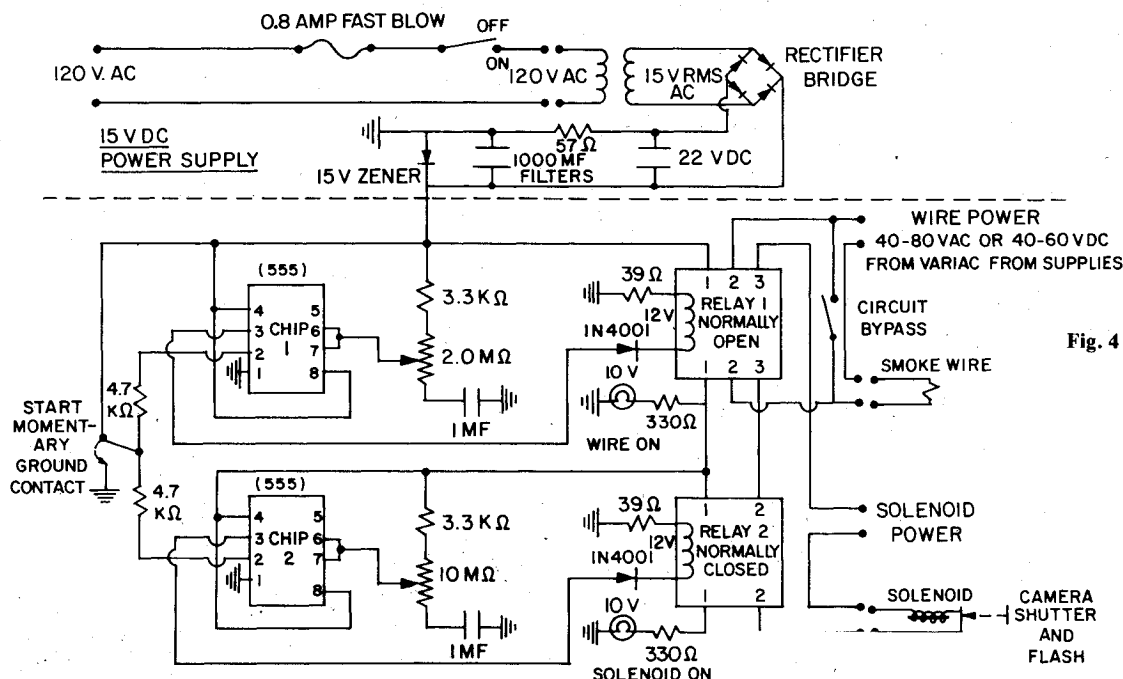 0.8 AMP FAST BLOW
OFF
ON
120 V. AC
120 V AC
15 V RMS
AC
RECTIFIER
BRIDGE
15 V DC
POWER SUPPLY
57Ω
1000 MF
FILTERS
22 VDC
15V ZENER
WIRE POWER
40-80 VAC OR 40-60 VDC
FROM VARIAC FROM SUPPLIES
(555)
4 5
3 CHIP 6
2 1 7
1 8
3.3 KΩ
2.0 MΩ
1 MF
39 Ω
12V
1N4001
10 V
330Ω
WIRE ON
1 2 3
RELAY 1
NORMALLY
OPEN
1 2 3
CIRCUIT
BYPASS
SMOKE WIRE
Fig. 4
4.7
KΩ
START
MOMENT-
ARY
GROUND
CONTACT
4.7
KΩ
(555)
4 5
3 CHIP 6
2 2 7
1 8
3.3 KΩ
10 MΩ
1 MF
39 Ω
12V
1N4001
10 V
330Ω
SOLENOID ON
1 2
RELAY 2
NORMALLY
CLOSED
1 2
SOLENOID
POWER
SOLENOID
CAMERA
SHUTTER
AND
FLASH